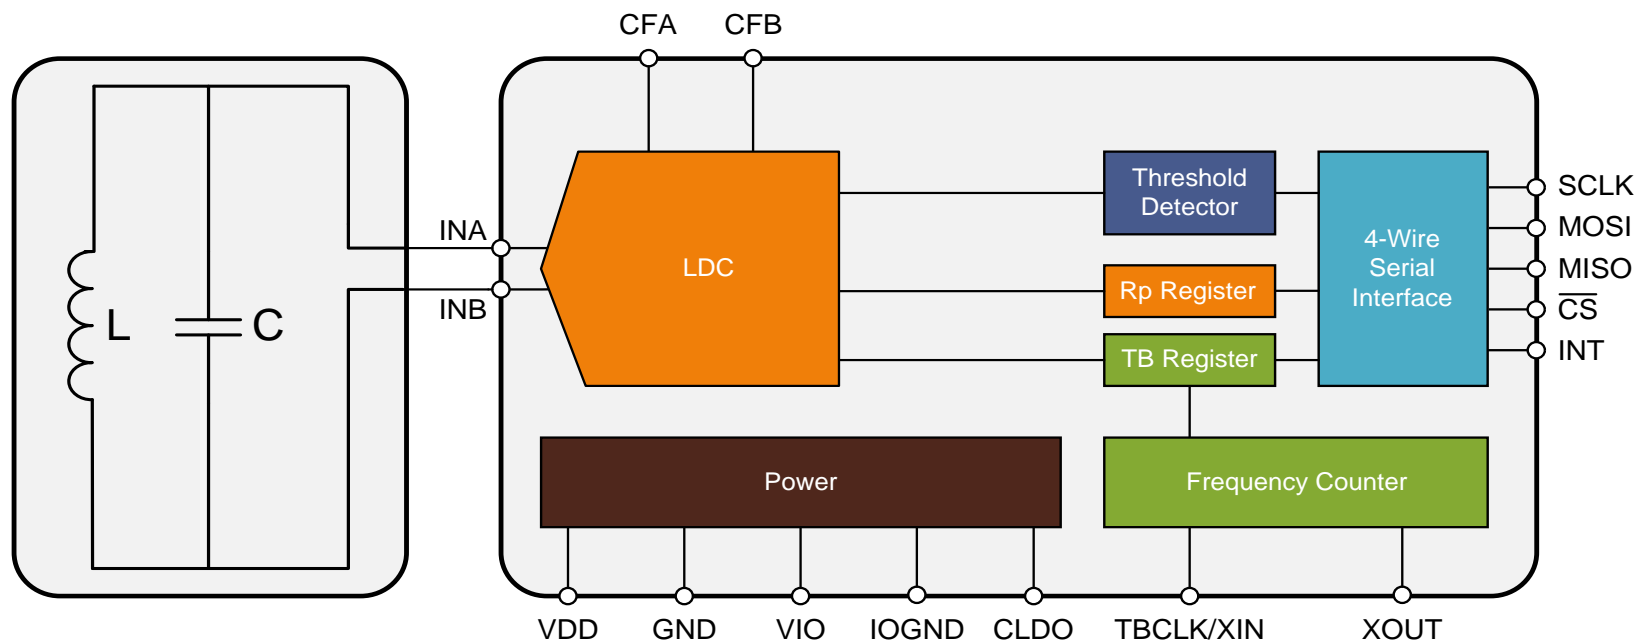 CFA
CFB
INA
INB
L
C
LDC
Threshold
Detector
Rp Register
TB Register
4-Wire
Serial
Interface
SCLK
MOSI
MISO
C̅S̅
INT
Power
Frequency Counter
VDD
GND
VIO
IOGND
CLDO
TBCLK/XIN
XOUT